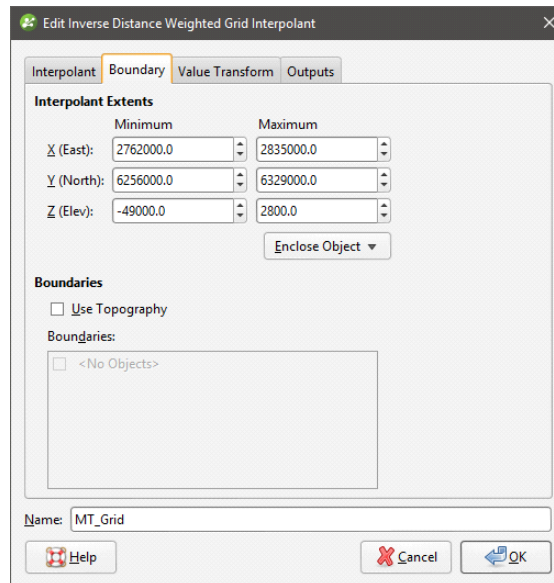 Edit Inverse Distance Weighted Grid Interpolant
Interpolant Boundary Value Transform Outputs
Interpolant Extents
Minimum Maximum
X (East): 2762000.0 2835000.0
Y (North): 6256000.0 6329000.0
Z (Elev): -49000.0 2800.0
Enclose Object
Boundaries
Use Topography
Boundaries:
<No Objects>
Name: MT_Grid
Help Cancel OK